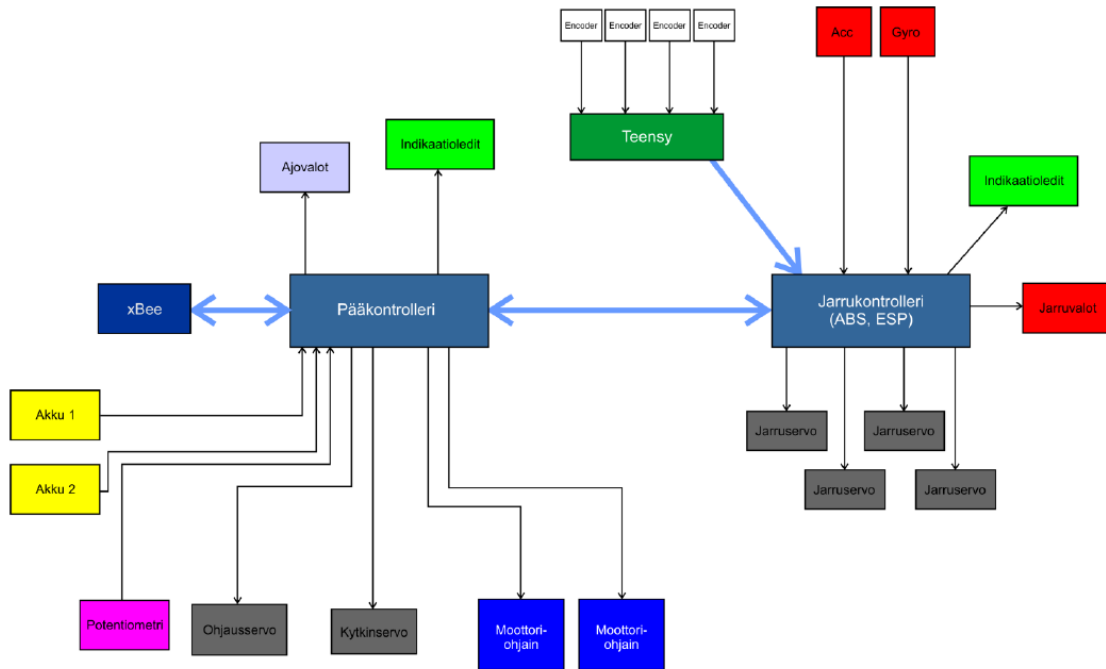 Encoder
Encoder
Encoder
Encoder
Acc
Gyro
Teensy
Ajovalot
Indikaatioledit
Indikaatioledit
xBee
Pääkontrolleri
Jarrukontrolleri
(ABS, ESP)
Jarruvalot
Akku 1
Akku 2
Jarruservo
Jarruservo
Jarruservo
Jarruservo
Potentiometri
Ohjausservo
Kytkinservo
Moottori-
ohjain
Moottori-
ohjain